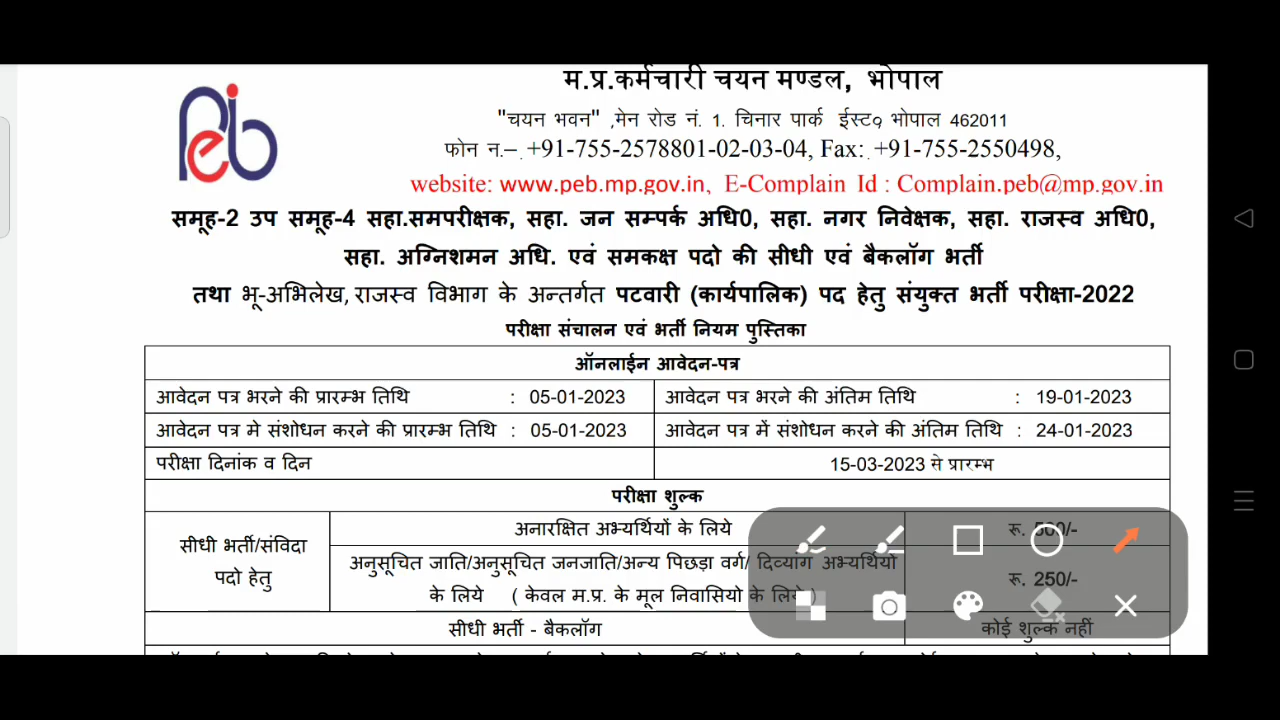 Peb
म.प्र.कर्मचारी चयन मण्डल, भोपाल
"चयन भवन" ,मेन रोड नं. 1. चिनार पार्क ईस्ट9 भोपाल 462011
फोन न.–. +91-755-2578801-02-03-04, Fax: +91-755-2550498,
website: www.peb.mp.gov.in, E-Complain Id : Complain.peb@mp.gov.in
समूह-2 उप समूह-4 सहा.समपरीक्षक, सहा. जन सम्पर्क अधि0, सहा. नगर निवेक्षक, सहा. राजस्व अधि0,
सहा. अग्निशमन अधि. एवं समकक्ष पदो की सीधी एवं बैकलॉग भर्ती
तथा भू-अभिलेख, राजस्व विभाग के अन्तर्गत पटवारी (कार्यपालिक) पद हेतु संयुक्त भर्ती परीक्षा-2022
परीक्षा संचालन एवं भर्ती नियम पुस्तिका
ऑनलाईन आवेदन-पत्र
आवेदन पत्र भरने की प्रारम्भ तिथि : 05-01-2023 आवेदन पत्र भरने की अंतिम तिथि : 19-01-2023
आवेदन पत्र मे संशोधन करने की प्रारम्भ तिथि : 05-01-2023 आवेदन पत्र में संशोधन करने की अंतिम तिथि : 24-01-2023
परीक्षा दिनांक व दिन 15-03-2023 से प्रारम्भ
परीक्षा शुल्क
सीधी भर्ती/संविदा पदो हेतु
अनारक्षित अभ्यर्थियों के लिये रू. 500/-
अनुसूचित जाति/अनुसूचित जनजाति/अन्य पिछड़ा वर्ग/ दिव्यांग अभ्यर्थियो
के लिये ( केवल म.प्र. के मूल निवासियो के लिये ) रू. 250/-
सीधी भर्ती - बैकलॉग कोई शुल्क नहीं